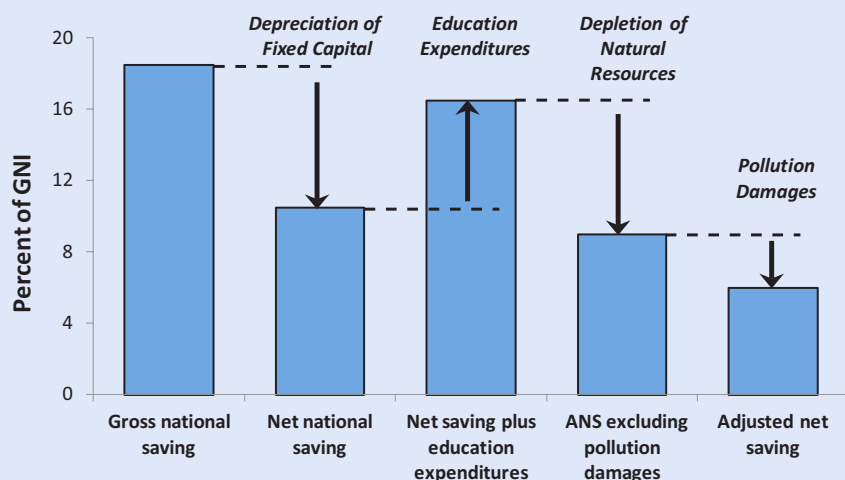 Depreciation of
Fixed Capital
Education
Expenditures
Depletion of
Natural
Resources
Pollution
Damages
Percent of GNI
20
16
12
8
4
0
Gross national
saving
Net national
saving
Net saving plus
education
expenditures
ANS excluding
pollution
damages
Adjusted net
saving